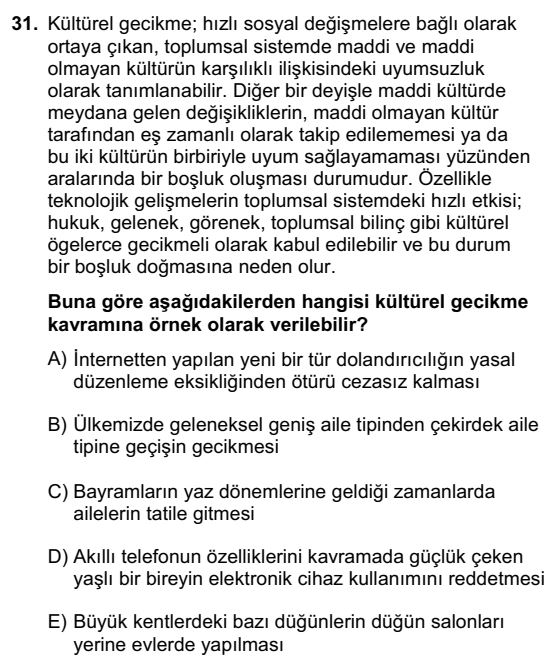 31. Kültürel gecikme; hızlı sosyal değişmelere bağlı olarak
ortaya çıkan, toplumsal sistemde maddi ve maddi
olmayan kültürün karşılıklı ilişkisindeki uyumsuzluk
olarak tanımlanabilir. Diğer bir deyişle maddi kültürde
meydana gelen değişikliklerin, maddi olmayan kültür
tarafından eş zamanlı olarak takip edilememesi ya da
bu iki kültürün birbiriyle uyum sağlayamaması yüzünden
aralarında bir boşluk oluşması durumudur. Özellikle
teknolojik gelişmelerin toplumsal sistemdeki hızlı etkisi;
hukuk, gelenek, görenek, toplumsal bilinç gibi kültürel
ögelerce gecikmeli olarak kabul edilebilir ve bu durum
bir boşluk doğmasına neden olur.
Buna göre aşağıdakilerden hangisi kültürel gecikme
kavramına örnek olarak verilebilir?
A) İnternetten yapılan yeni bir tür dolandırıcılığın yasal
düzenleme eksikliğinden ötürü cezasız kalması
B) Ülkemizde geleneksel geniş aile tipinden çekirdek aile
tipine geçişin gecikmesi
C) Bayramların yaz dönemlerine geldiği zamanlarda
ailelerin tatile gitmesi
D) Akıllı telefonun özelliklerini kavramada güçlük çeken
yaşlı bir bireyin elektronik cihaz kullanımını reddetmesi
E) Büyük kentlerdeki bazı düğünlerin düğün salonları
yerine evlerde yapılması